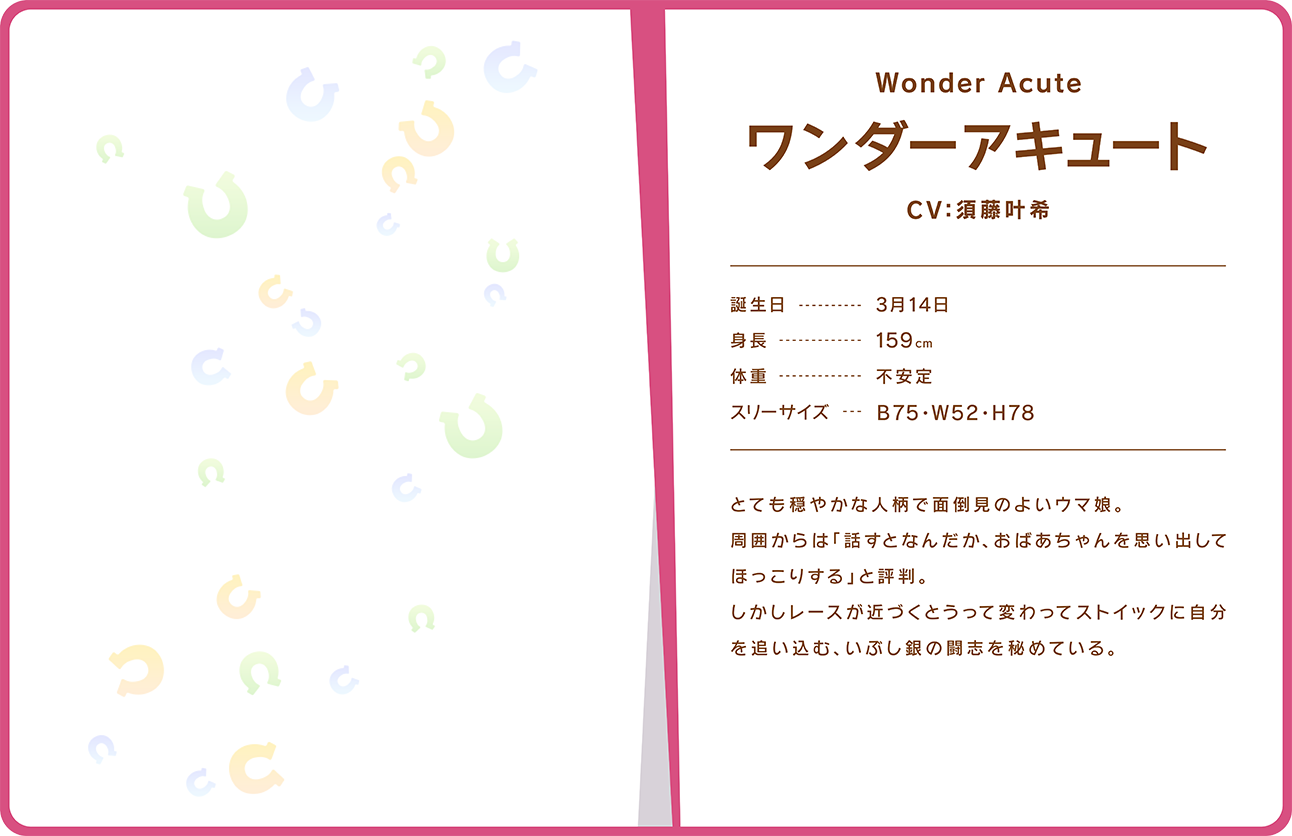 Wonder Acute
ワンダーアキュート
CV:須藤叶希
誕生日 ---------- 3月14日
身長 ------------- 159cm
体重 ------------- 不安定
スリーサイズ --- B75・W52・H78
とても穏やかな人柄で面倒見のよいウマ娘。
周囲からは「話すとなんだか、おばあちゃんを思い出して
ほっこりする」と評判。
しかしレースが近づくとうって変わってストイックに自分
を追い込む、いぶし銀の闘志を秘めている。